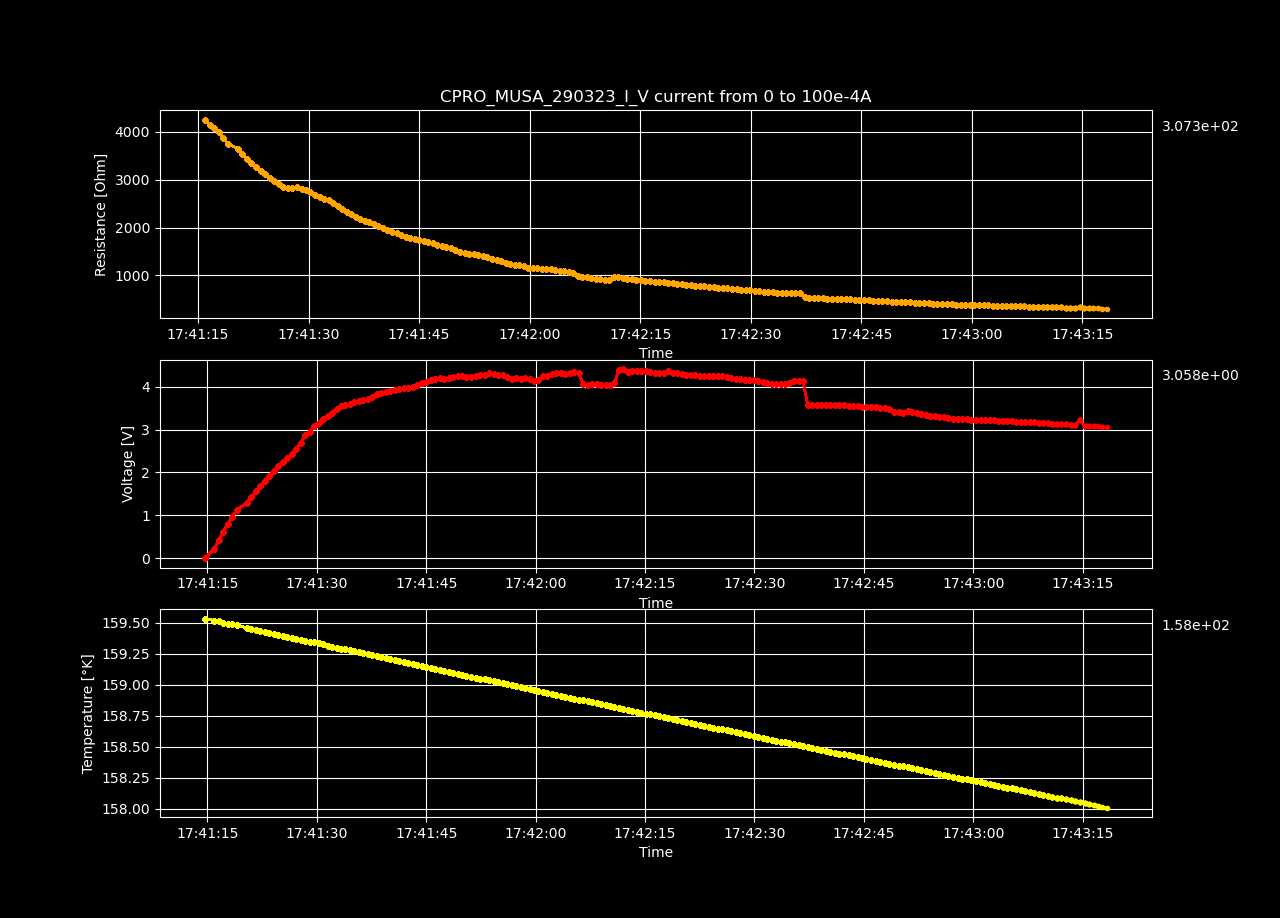 CPRO_MUSA_290323_I_V current from 0 to 100e-4A
3.073e+02
Resistance [Ohm]
4000
3000
2000
1000
17:41:15 17:41:30 17:41:45 17:42:00 17:42:15 17:42:30 17:42:45 17:43:00 17:43:15
Time
3.058e+00
Voltage [V]
4
3
2
1
0
17:41:15 17:41:30 17:41:45 17:42:00 17:42:15 17:42:30 17:42:45 17:43:00 17:43:15
Time
1.58e+02
Temperature [°K]
159.50
159.25
159.00
158.75
158.50
158.25
158.00
17:41:15 17:41:30 17:41:45 17:42:00 17:42:15 17:42:30 17:42:45 17:43:00 17:43:15
Time